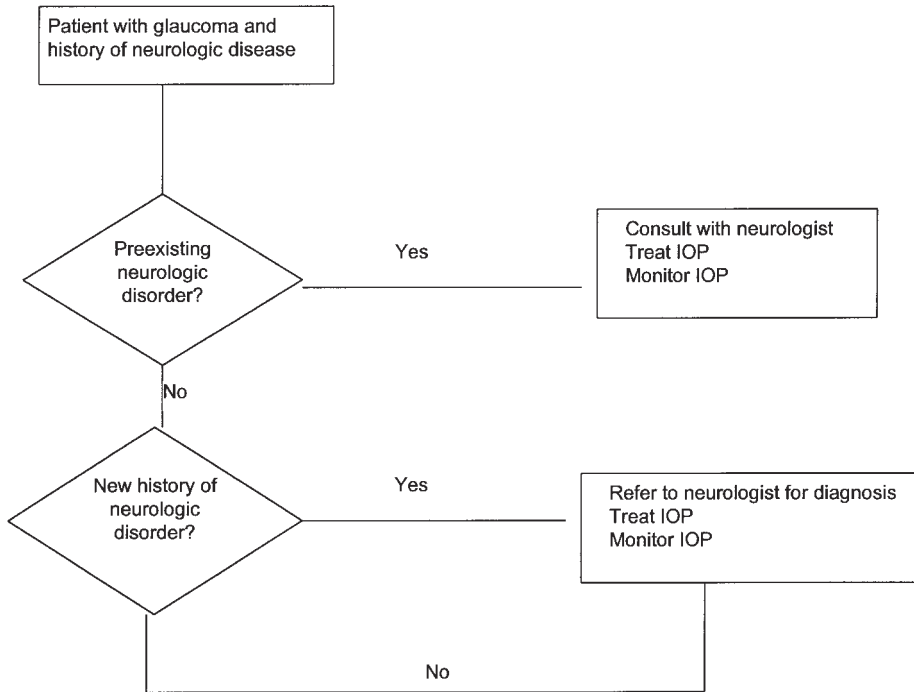 Patient with glaucoma and
history of neurologic disease
Preexisting
neurologic
disorder?
Yes
Consult with neurologist
Treat IOP
Monitor IOP
No
New history of
neurologic
disorder?
Yes
Refer to neurologist for diagnosis
Treat IOP
Monitor IOP
No